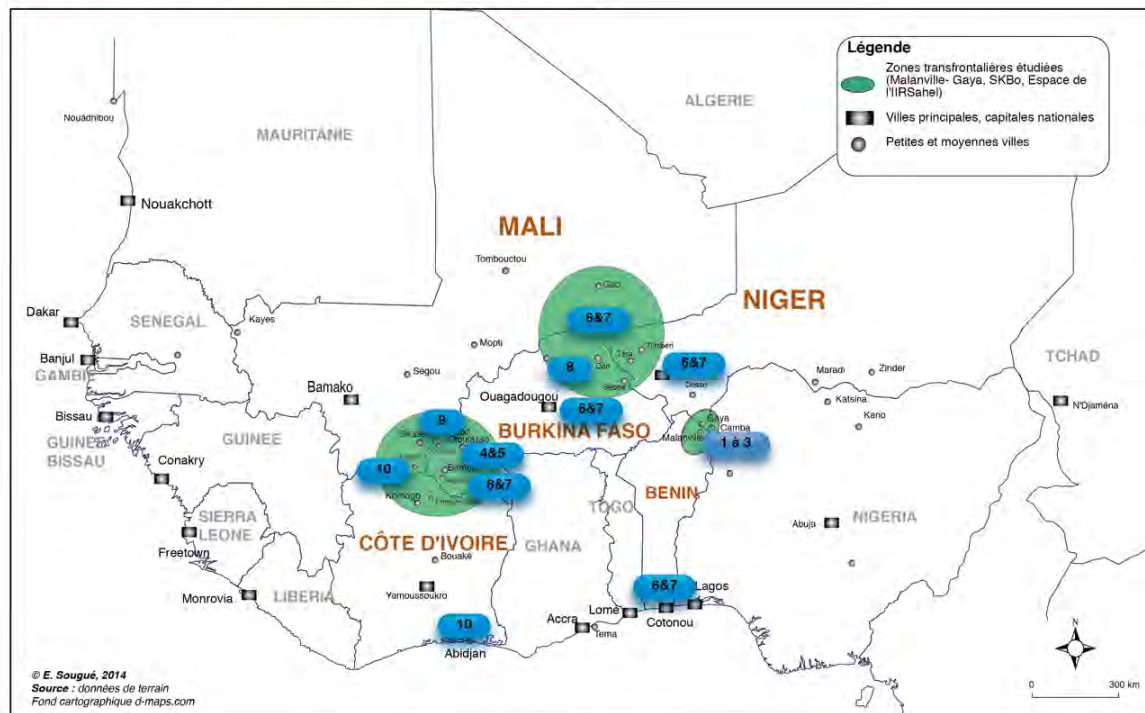 Légende
Zones transfrontalières étudiées
(Malanville- Gaya, SKBo, Espace de
l'IIRSahel)
Villes principales, capitales nationales
Petites et moyennes villes
ALGERIE
Nouâdhibou
MAURITANIE
Nouakchott
MALI
Tombouctou
Gao
NIGER
6&7
Dakar
SENEGAL
Kayes
Mopti
Téra
Dori
8
6&7
TCHAD
Banjul
GAMBIE
Ségou
Maradi
Zinder
Dosso
Bamako
Ouagadougou
Katsina
N'Djaména
Bissau
6&7
Kano
9
Gaya
Camba
GUINEE
BISSAU
GUINEE
BURKINA FASO
Malanville
1 à 3
4&5
10
Conakry
6&7
BENIN
TOGO
SIERRA
LEONE
Abuja
NIGERIA
CÔTE D'IVOIRE
GHANA
Freetown
Bouaké
6&7
Monrovia
LIBERIA
Yamoussoukro
Lagos
Lomé
Accra
Cotonou
Tema
10
Abidjan
N
© E. Sougué, 2014
Source : données de terrain
Fond cartographique d-maps.com
0
300 km